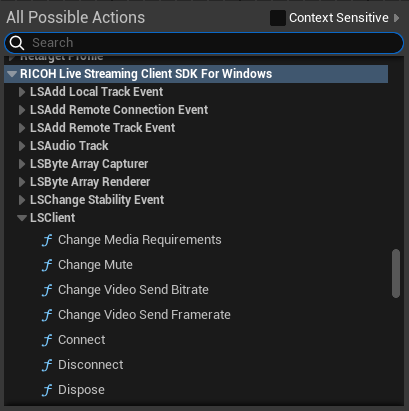 All Possible Actions
Context Sensitive
Search
Retarget Profile
RICOH Live Streaming Client SDK For Windows
LSAdd Local Track Event
LSAdd Remote Connection Event
LSAdd Remote Track Event
LSAudio Track
LSByte Array Capturer
LSByte Array Renderer
LSChange Stability Event
LSClient
Change Media Requirements
Change Mute
Change Video Send Bitrate
Change Video Send Framerate
Connect
Disconnect
Dispose